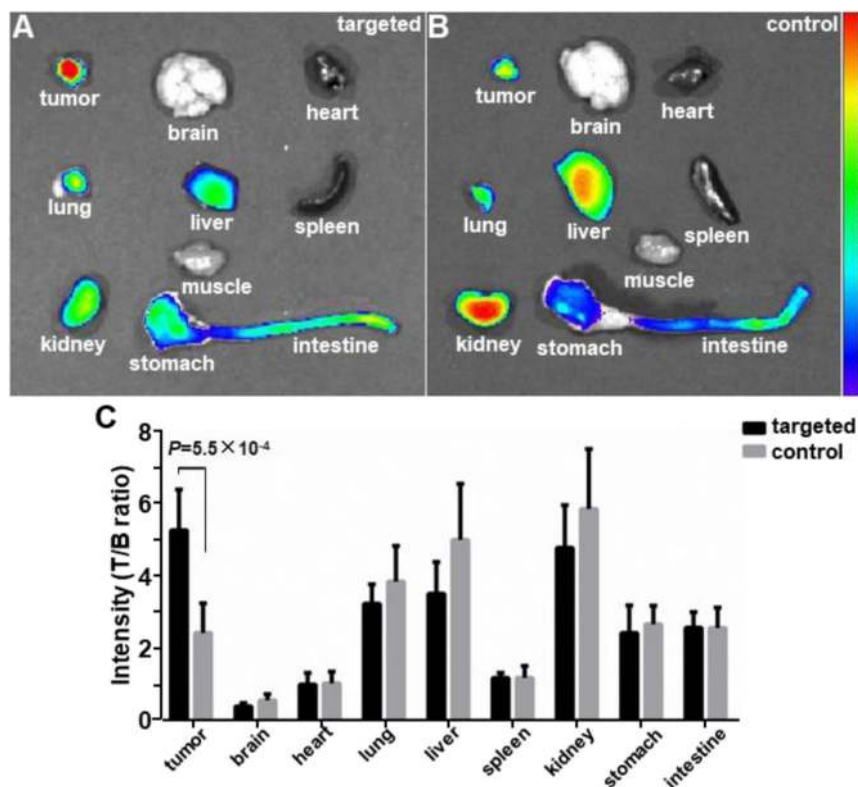 A targeted
tumor
brain
heart
lung
liver
spleen
muscle
kidney
stomach
intestine
B control
tumor
brain
heart
lung
liver
spleen
muscle
kidney
stomach
intestine
C
targeted
control
P=5.5×10⁻⁴
Intensity (T/B ratio)
8
6
4
2
0
tumor brain heart lung liver spleen kidney stomach intestine